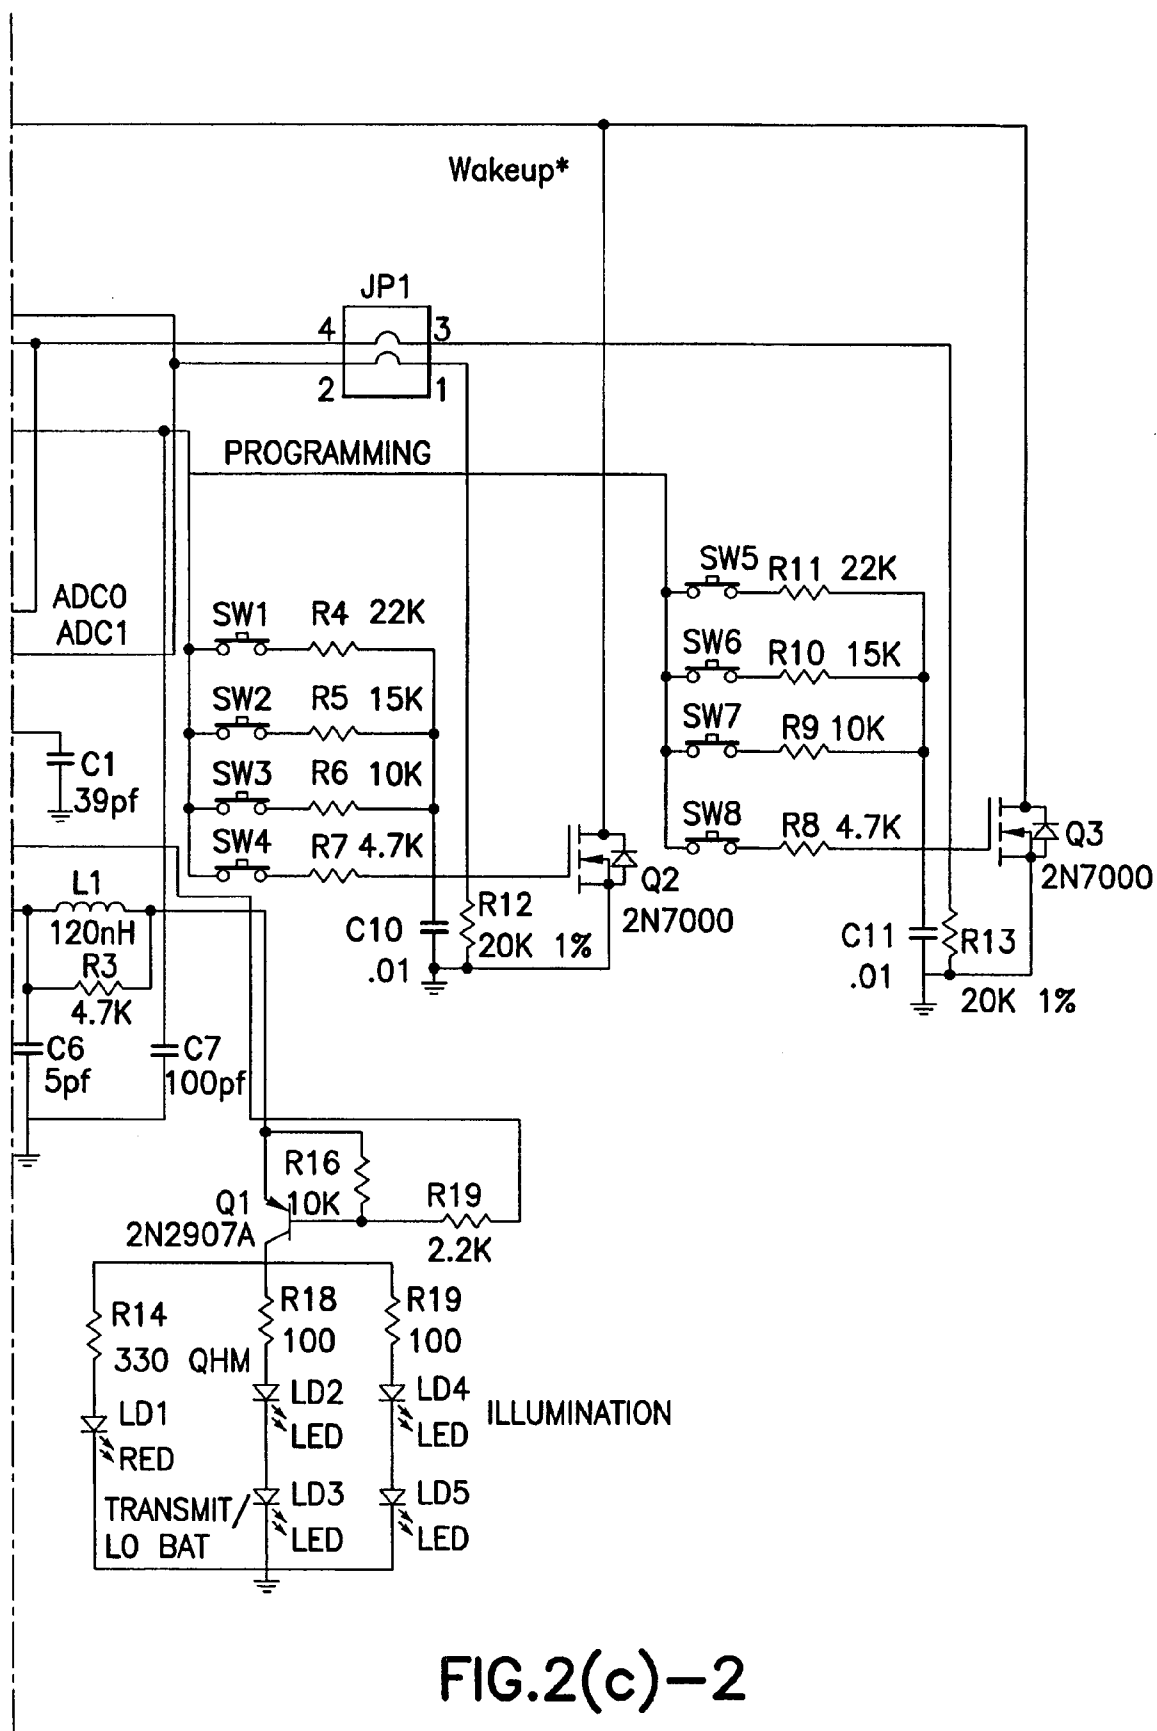 Wakeup*
JP1
4 3
2 1
PROGRAMMING
ADC0
ADC1
SW1 R4 22K
SW2 R5 15K
SW3 R6 10K
SW4 R7 4.7K
SW5 R11 22K
SW6 R10 15K
SW7 R9 10K
SW8 R8 4.7K
C1
39pf
Q2
2N7000
Q3
2N7000
L1
120nH
R3
4.7K
C10
.01
R12
20K 1%
C11
.01
R13
20K 1%
C6
5pf
C7
100pf
R16
10K
Q1
2N2907A
R19
2.2K
R14
330 QHM
R18
100
R19
100
LD1
RED
LD2
LED
LD4
LED
ILLUMINATION
TRANSMIT/
LO BAT
LD3
LED
LD5
LED
FIG.2(c)-2